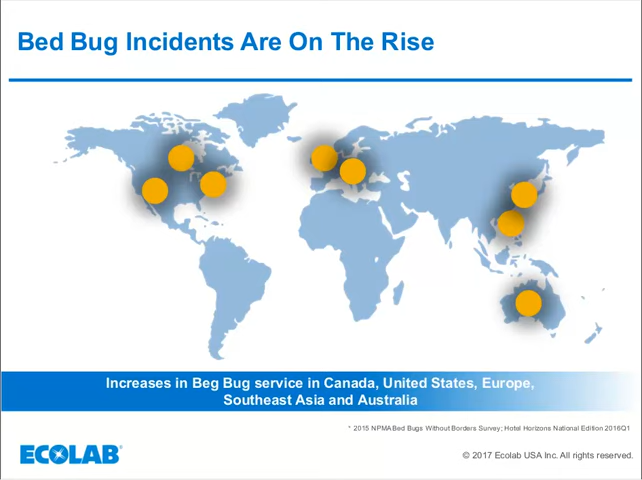 Bed Bug Incidents Are On The Rise
Increases in Beg Bug service in Canada, United States, Europe,
Southeast Asia and Australia
* 2015 NPMA Bed Bugs Without Borders Survey; Hotel Horizons National Edition 2016Q1
ECOLAB®
© 2017 Ecolab USA Inc. All rights reserved.